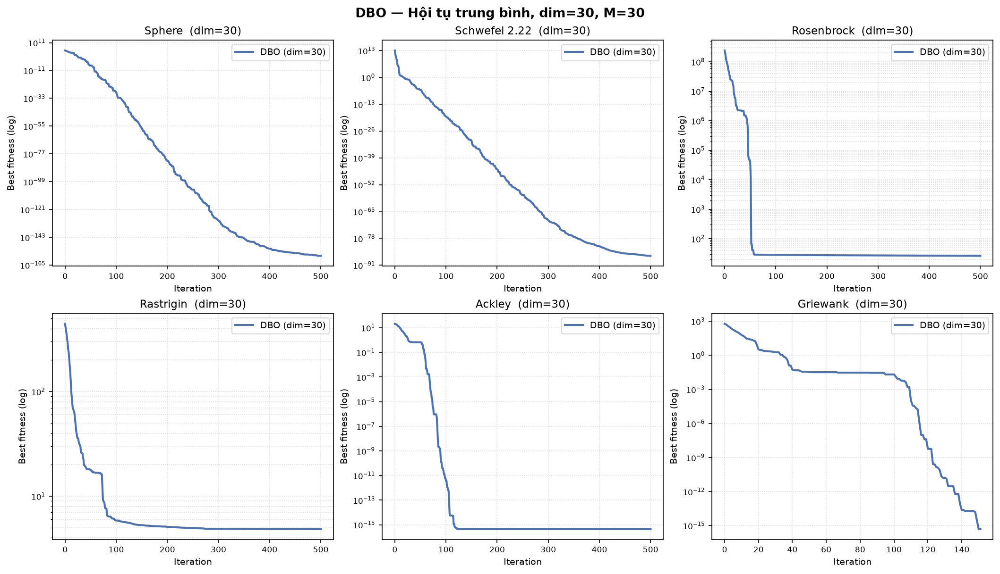 DBO — Hội tụ trung bình, dim=30, M=30
Sphere (dim=30)
DBO (dim=30)
Best fitness (log)
10^11
10^−11
10^−33
10^−55
10^−77
10^−99
10^−121
10^−143
10^−165
0 100 200 300 400 500
Iteration
Schwefel 2.22 (dim=30)
DBO (dim=30)
Best fitness (log)
10^13
10^0
10^−13
10^−26
10^−39
10^−52
10^−65
10^−78
10^−91
0 100 200 300 400 500
Iteration
Rosenbrock (dim=30)
DBO (dim=30)
Best fitness (log)
10^8
10^7
10^6
10^5
10^4
10^3
10^2
0 100 200 300 400 500
Iteration
Rastrigin (dim=30)
DBO (dim=30)
Best fitness (log)
10^2
10^1
0 100 200 300 400 500
Iteration
Ackley (dim=30)
DBO (dim=30)
Best fitness (log)
10^1
10^−1
10^−3
10^−5
10^−7
10^−9
10^−11
10^−13
10^−15
0 100 200 300 400 500
Iteration
Griewank (dim=30)
DBO (dim=30)
Best fitness (log)
10^3
10^0
10^−3
10^−6
10^−9
10^−12
10^−15
0 20 40 60 80 100 120 140
Iteration